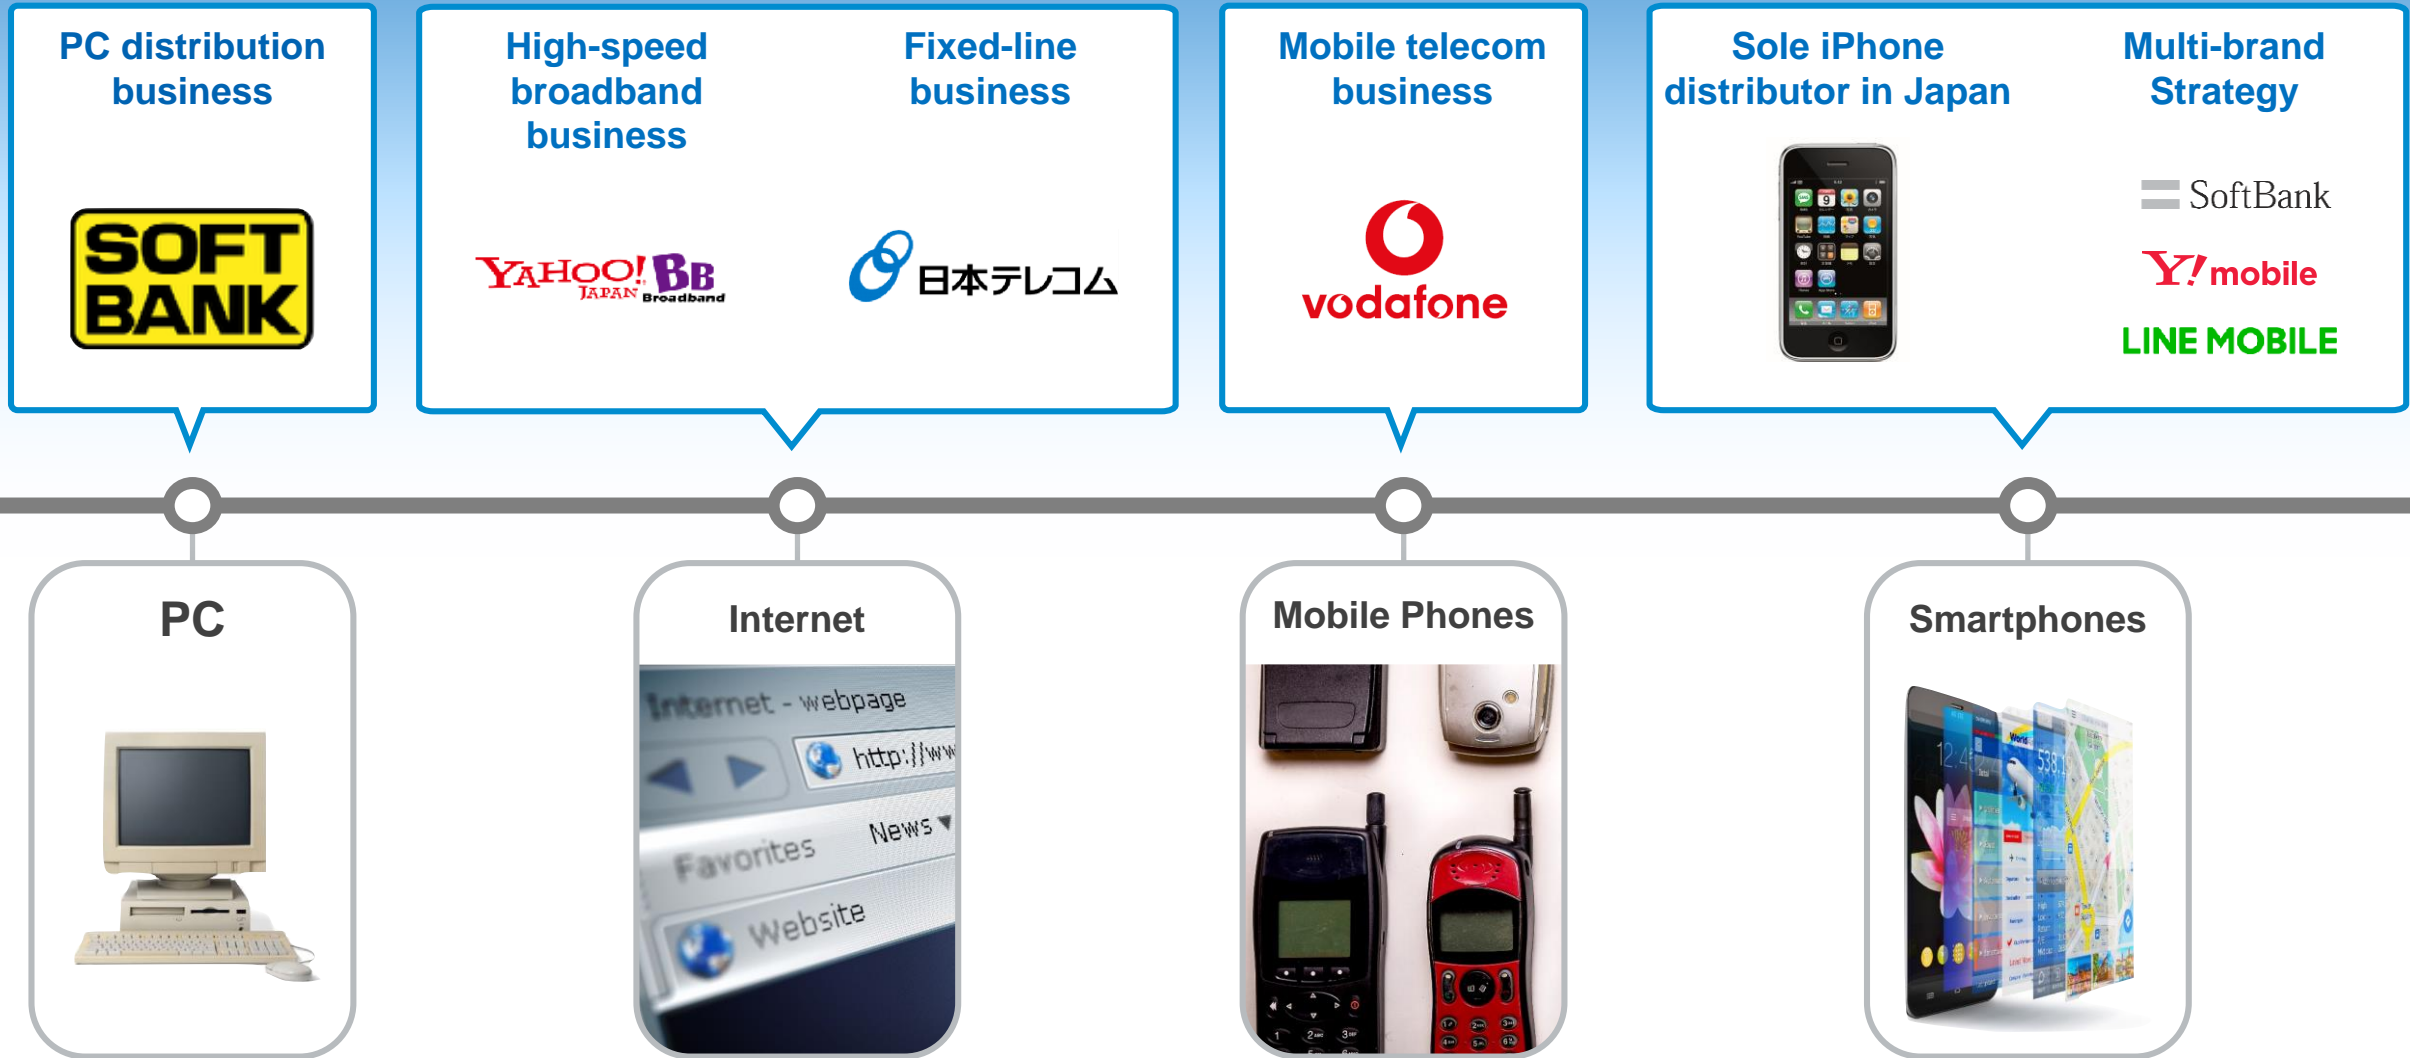 PC distribution
business
High-speed
broadband
business
Fixed-line
business
Mobile telecom
business
Sole iPhone
distributor in Japan
Multi-brand
Strategy
SOFT
BANK
YAHOO! BB
JAPAN Broadband
日本テレコム
vodafone
SoftBank
Y! mobile
LINE MOBILE
PC
Internet
Mobile Phones
Smartphones
Internet - webpage
http://ww
Favorites
News
Website
World